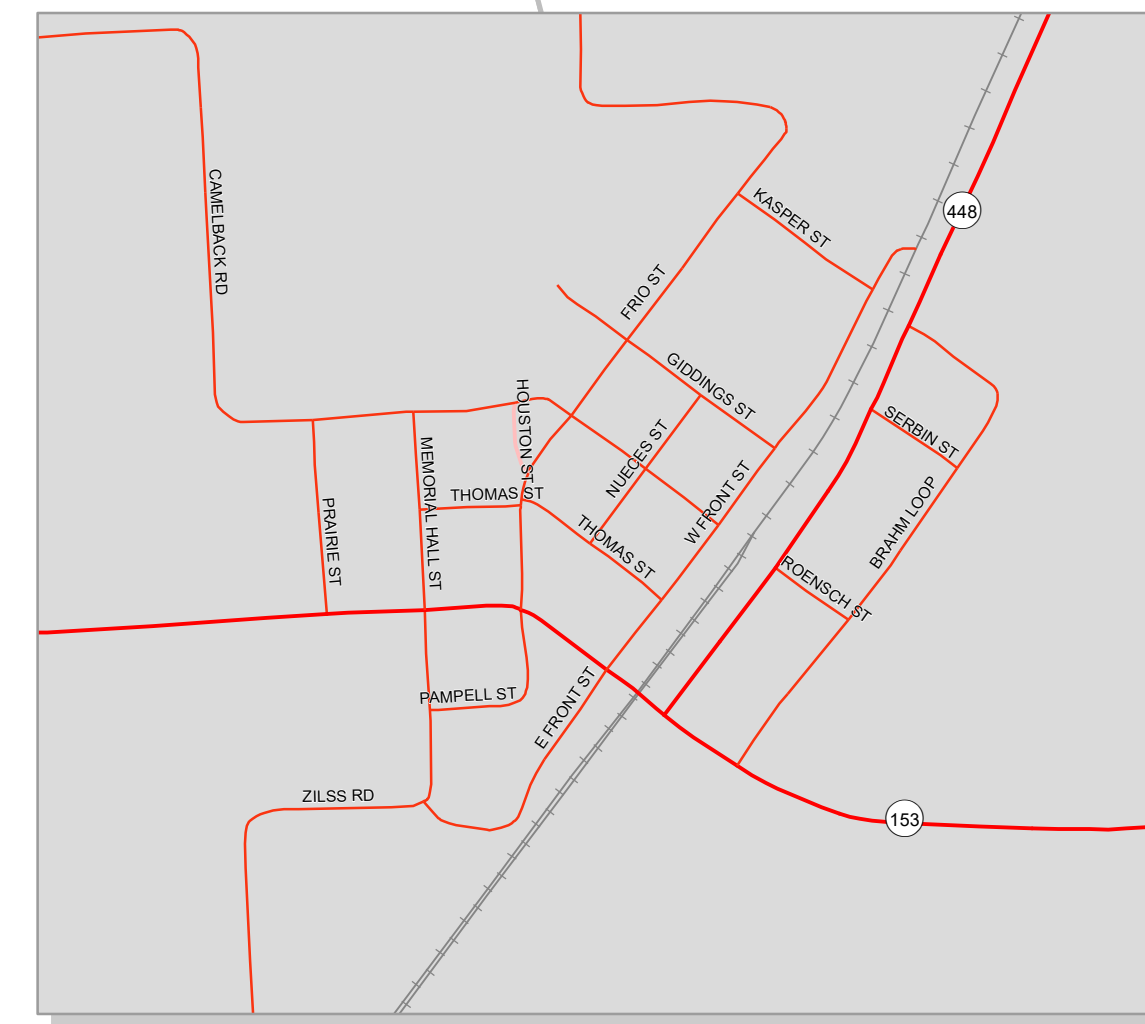 CAMELBACK RD
KASPER ST
448
FRIO ST
GIDDINGS ST
HOUSTON ST
SERBIN ST
NUECES ST
MEMORIAL HALL ST
W FRONT ST
BRAHM LOOP
THOMAS ST
PRAIRIE ST
THOMAS ST
ROENSCH ST
PAMPELL ST
E FRONT ST
ZILSS RD
153